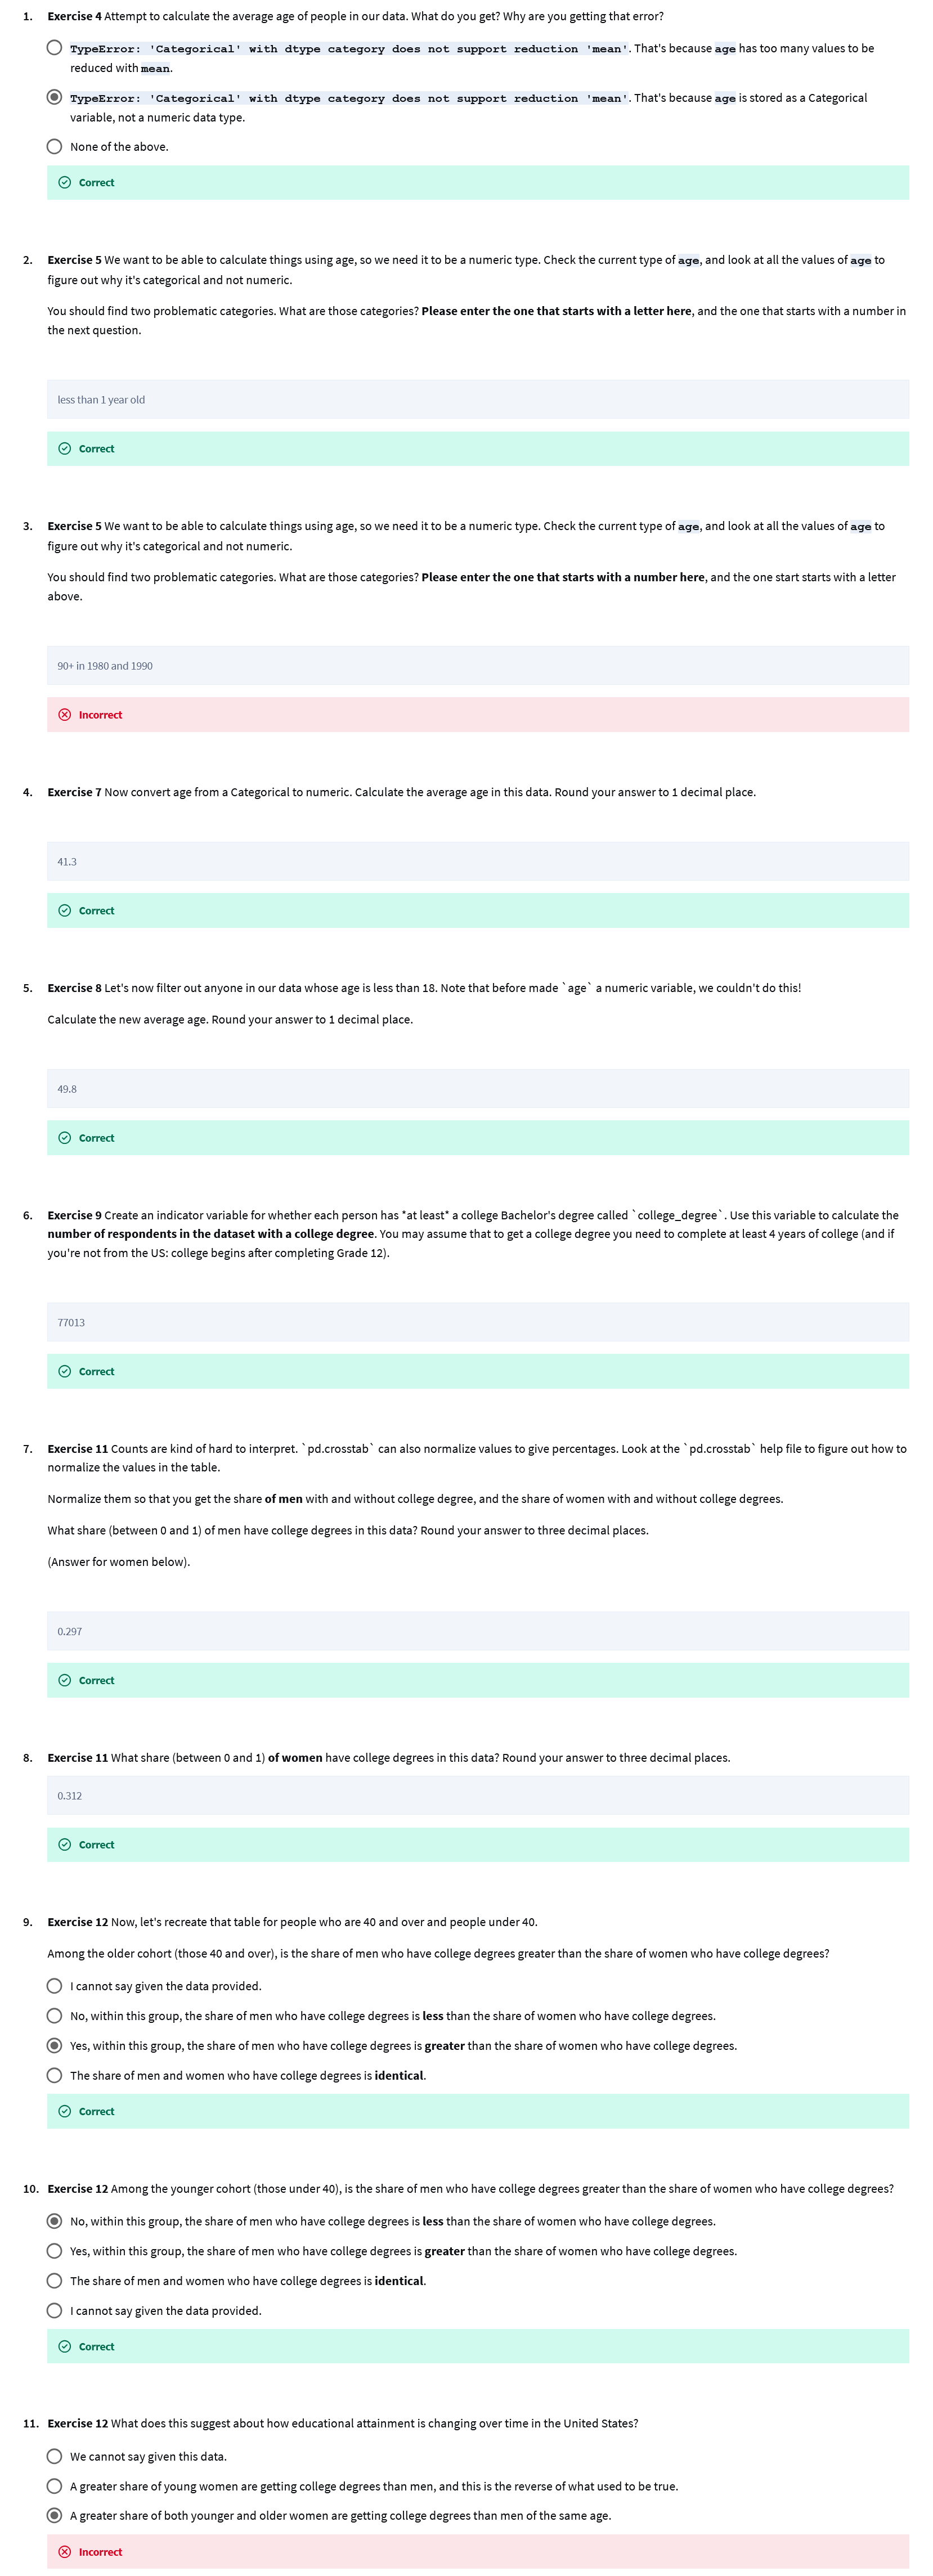 1. Exercise 4 Attempt to calculate the average age of people in our data. What do you get? Why are you getting that error?
TypeError: 'Categorical' with dtype category does not support reduction 'mean'. That's because age has too many values to be
reduced with mean.
TypeError: 'Categorical' with dtype category does not support reduction 'mean'. That's because age is stored as a Categorical
variable, not a numeric data type.
None of the above.
Correct
2. Exercise 5 We want to be able to calculate things using age, so we need it to be a numeric type. Check the current type of age, and look at all the values of age to
figure out why it's categorical and not numeric.
You should find two problematic categories. What are those categories? Please enter the one that starts with a letter here, and the one that starts with a number in
the next question.
less than 1 year old
Correct
3. Exercise 5 We want to be able to calculate things using age, so we need it to be a numeric type. Check the current type of age, and look at all the values of age to
figure out why it's categorical and not numeric.
You should find two problematic categories. What are those categories? Please enter the one that starts with a number here, and the one start starts with a letter
above.
90+ in 1980 and 1990
Incorrect
4. Exercise 7 Now convert age from a Categorical to numeric. Calculate the average age in this data. Round your answer to 1 decimal place.
41.3
Correct
5. Exercise 8 Let's now filter out anyone in our data whose age is less than 18. Note that before made `age` a numeric variable, we couldn't do this!
Calculate the new average age. Round your answer to 1 decimal place.
49.8
Correct
6. Exercise 9 Create an indicator variable for whether each person has *at least* a college Bachelor's degree called `college_degree`. Use this variable to calculate the
number of respondents in the dataset with a college degree. You may assume that to get a college degree you need to complete at least 4 years of college (and if
you're not from the US: college begins after completing Grade 12).
77013
Correct
7. Exercise 11 Counts are kind of hard to interpret. `pd.crosstab` can also normalize values to give percentages. Look at the `pd.crosstab` help file to figure out how to
normalize the values in the table.
Normalize them so that you get the share of men with and without college degree, and the share of women with and without college degrees.
What share (between 0 and 1) of men have college degrees in this data? Round your answer to three decimal places.
(Answer for women below).
0.297
Correct
8. Exercise 11 What share (between 0 and 1) of women have college degrees in this data? Round your answer to three decimal places.
0.312
Correct
9. Exercise 12 Now, let's recreate that table for people who are 40 and over and people under 40.
Among the older cohort (those 40 and over), is the share of men who have college degrees greater than the share of women who have college degrees?
I cannot say given the data provided.
No, within this group, the share of men who have college degrees is less than the share of women who have college degrees.
Yes, within this group, the share of men who have college degrees is greater than the share of women who have college degrees.
The share of men and women who have college degrees is identical.
Correct
10. Exercise 12 Among the younger cohort (those under 40), is the share of men who have college degrees greater than the share of women who have college degrees?
No, within this group, the share of men who have college degrees is less than the share of women who have college degrees.
Yes, within this group, the share of men who have college degrees is greater than the share of women who have college degrees.
The share of men and women who have college degrees is identical.
I cannot say given the data provided.
Correct
11. Exercise 12 What does this suggest about how educational attainment is changing over time in the United States?
We cannot say given this data.
A greater share of young women are getting college degrees than men, and this is the reverse of what used to be true.
A greater share of both younger and older women are getting college degrees than men of the same age.
Incorrect